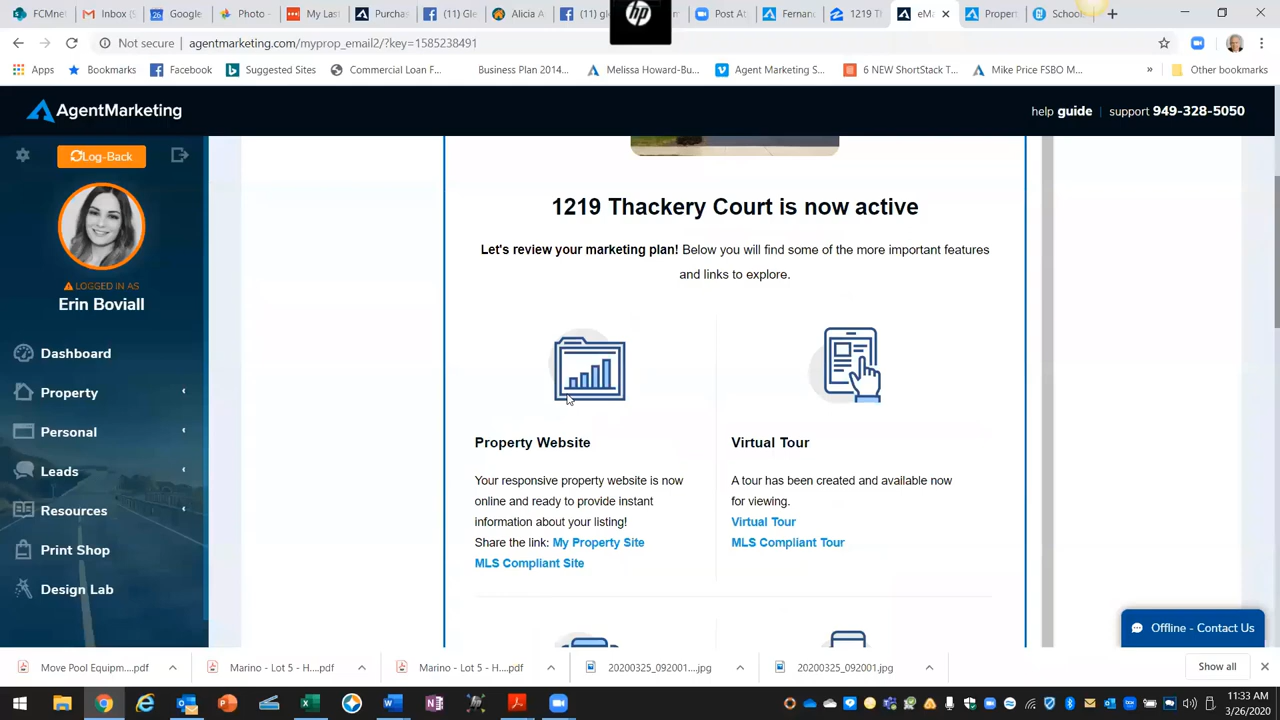 FCMnet
Inbox (5
Google
Photo -
My Last
Purchas
(11) Gle
Alicia A
(11) gle
m
Post At
Fernand
1219 T
eMa
Propert
Schoob
hp
Not secure | agentmarketing.com/myprop_email2/?key=1585238491
Apps
Bookmarks
Facebook
Suggested Sites
Commercial Loan F...
Business Plan 2014...
Melissa Howard-Bu...
Agent Marketing S...
6 NEW ShortStack T...
Mike Price FSBO M...
»
Other bookmarks
AgentMarketing
help guide | support 949-328-5050
Log-Back
LOGGED IN AS
Erin Boviall
Dashboard
Property
Personal
Leads
Resources
Print Shop
Design Lab
1219 Thackery Court is now active
Let's review your marketing plan! Below you will find some of the more important features
and links to explore.
Property Website
Your responsive property website is now
online and ready to provide instant
information about your listing!
Share the link: My Property Site
MLS Compliant Site
Virtual Tour
A tour has been created and available now
for viewing.
Virtual Tour
MLS Compliant Tour
Offline - Contact Us
Move Pool Equipm....pdf
Marino - Lot 5 - H....pdf
Marino - Lot 5 - H....pdf
20200325_092001....jpg
20200325_092001.jpg
Show all
11:33 AM
3/26/2020